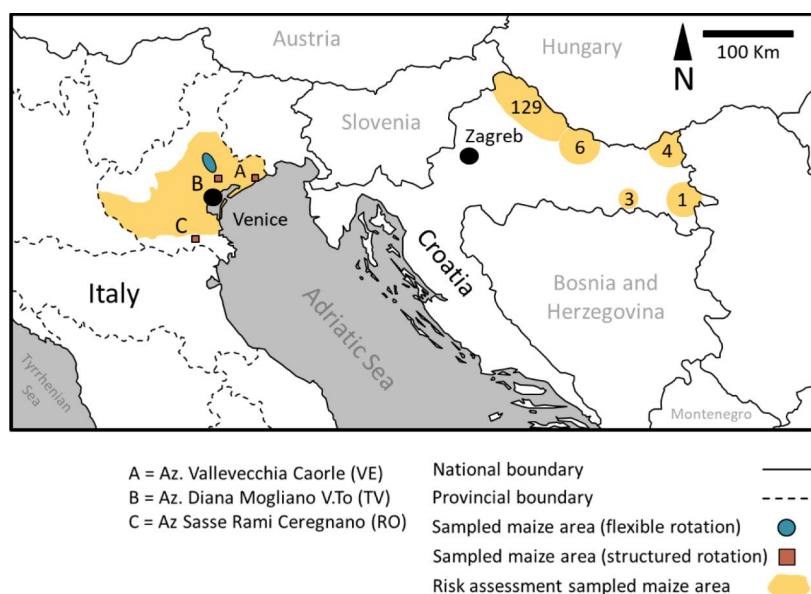 Austria
Hungary
100 Km
N
129
Slovenia
Zagreb
6
4
A
B
3
1
C
Venice
Croatia
Italy
Bosnia and
Herzegovina
Adriatic Sea
Tyrrhenian
Sea
Montenegro
A = Az. Vallevecchia Caorle (VE)
B = Az. Diana Mogliano V.To (TV)
C = Az Sasse Rami Ceregnano (RO)
National boundary
Provincial boundary
Sampled maize area (flexible rotation)
Sampled maize area (structured rotation)
Risk assessment sampled maize area